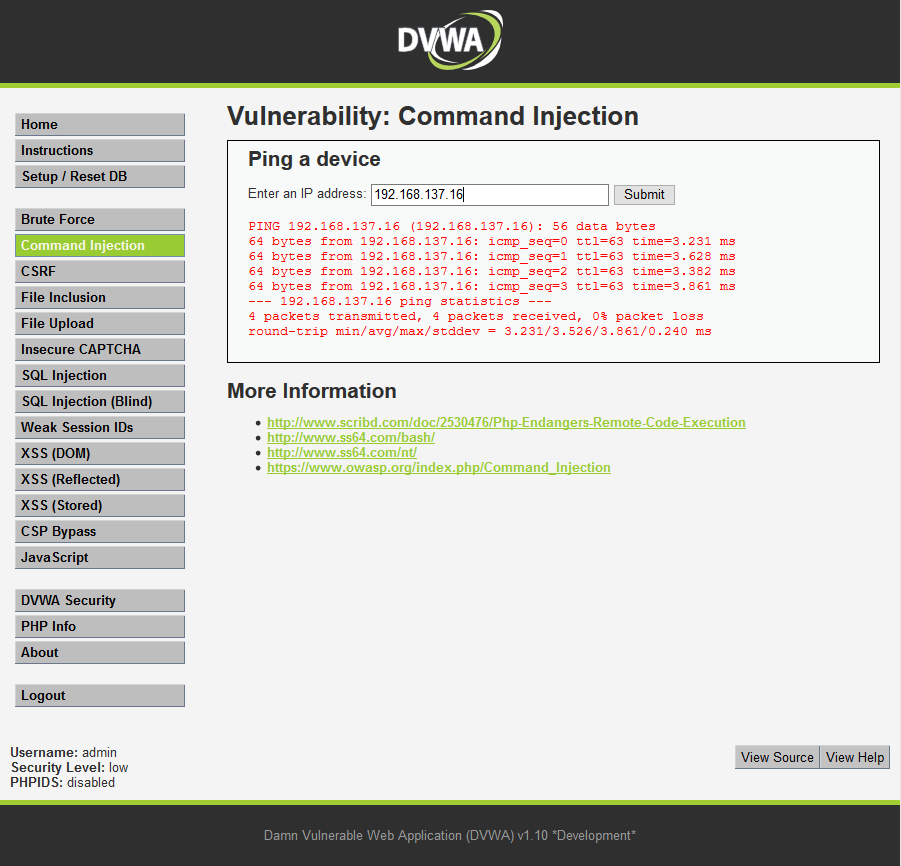 DVWA
Home
Instructions
Setup / Reset DB
Brute Force
Command Injection
CSRF
File Inclusion
File Upload
Insecure CAPTCHA
SQL Injection
SQL Injection (Blind)
Weak Session IDs
XSS (DOM)
XSS (Reflected)
XSS (Stored)
CSP Bypass
JavaScript
DVWA Security
PHP Info
About
Logout
Vulnerability: Command Injection
Ping a device
Enter an IP address: 192.168.137.16 Submit
PING 192.168.137.16 (192.168.137.16): 56 data bytes
64 bytes from 192.168.137.16: icmp_seq=0 ttl=63 time=3.231 ms
64 bytes from 192.168.137.16: icmp_seq=1 ttl=63 time=3.628 ms
64 bytes from 192.168.137.16: icmp_seq=2 ttl=63 time=3.382 ms
64 bytes from 192.168.137.16: icmp_seq=3 ttl=63 time=3.861 ms
--- 192.168.137.16 ping statistics ---
4 packets transmitted, 4 packets received, 0% packet loss
round-trip min/avg/max/stddev = 3.231/3.526/3.861/0.240 ms
More Information
• http://www.scribd.com/doc/2530476/Php-Endangers-Remote-Code-Execution
• http://www.ss64.com/bash/
• http://www.ss64.com/nt/
• https://www.owasp.org/index.php/Command_Injection
Username: admin
Security Level: low
PHPIDS: disabled
View Source View Help
Damn Vulnerable Web Application (DVWA) v1.10 *Development*